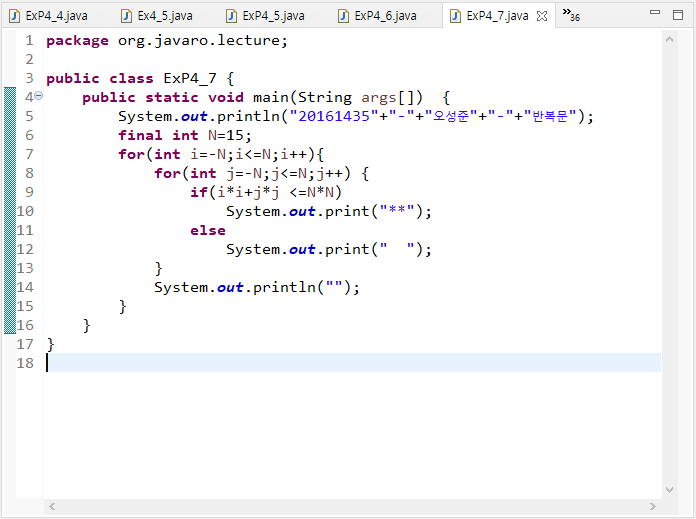 ExP4_4.java Ex4_5.java ExP4_5.java ExP4_6.java ExP4_7.java »36
1 package org.javaro.lecture;
2
3 public class ExP4_7 {
4     public static void main(String args[])  {
5         System.out.println("20161435"+"-"+"오성준"+"-"+"반복문");
6         final int N=15;
7         for(int i=-N;i<=N;i++){
8             for(int j=-N;j<=N;j++) {
9                 if(i*i+j*j <=N*N)
10                     System.out.print("**");
11                 else
12                     System.out.print("  ");
13             }
14             System.out.println("");
15         }
16     }
17 }
18